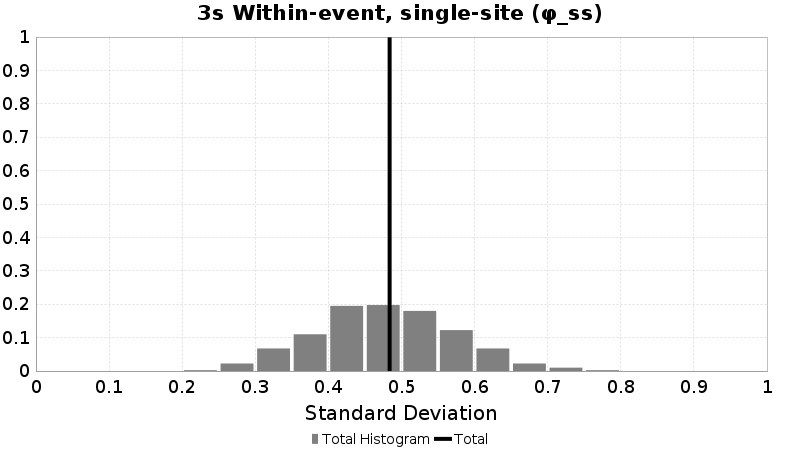 3s Within-event, single-site (φ_ss)
1
0.9
0.8
0.7
0.6
0.5
0.4
0.3
0.2
0.1
0
0 0.1 0.2 0.3 0.4 0.5 0.6 0.7 0.8 0.9 1
Standard Deviation
Total Histogram Total